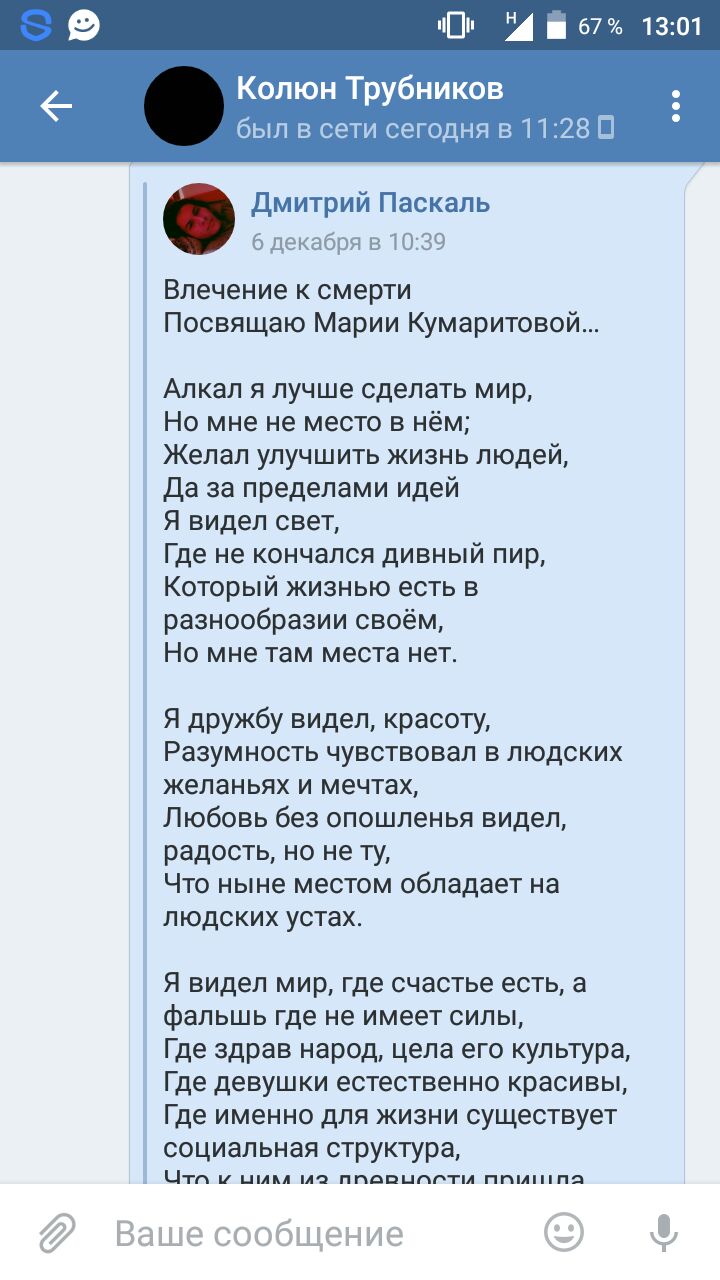 Н 67 % 13:01
Колюн Трубников
был в сети сегодня в 11:28
Дмитрий Паскаль
6 декабря в 10:39
Влечение к смерти
Посвящаю Марии Кумаритовой...
Алкал я лучше сделать мир,
Но мне не место в нём;
Желал улучшить жизнь людей,
Да за пределами идей
Я видел свет,
Где не кончался дивный пир,
Который жизнью есть в
разнообразии своём,
Но мне там места нет.
Я дружбу видел, красоту,
Разумность чувствовал в людских
желаньях и мечтах,
Любовь без опошленья видел,
радость, но не ту,
Что ныне местом обладает на
людских устах.
Я видел мир, где счастье есть, а
фальшь где не имеет силы,
Где здрав народ, цела его культура,
Где девушки естественно красивы,
Где именно для жизни существует
социальная структура,
Что к ним из древности пришла
Ваше сообщение